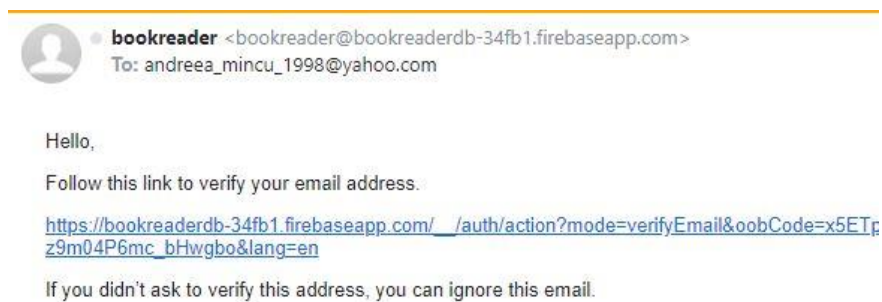 bookreader <bookreader@bookreaderdb-34fb1.firebaseapp.com>
To: andreea_mincu_1998@yahoo.com
Hello,
Follow this link to verify your email address.
https://bookreaderdb-34fb1.firebaseapp.com/__/auth/action?mode=verifyEmail&oobCode=x5ETp
z9m04P6mc_bHwgbo&lang=en
If you didn't ask to verify this address, you can ignore this email.